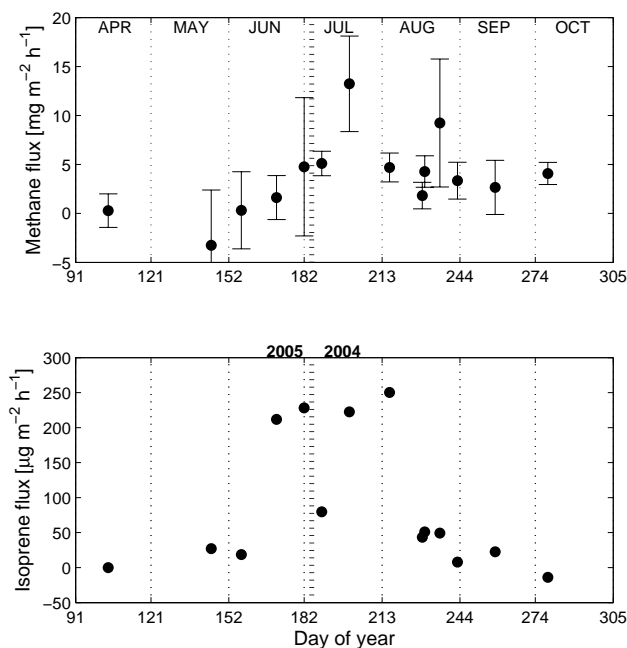 20
15
10
5
0
−5
Methane flux [mg m−2 h−1]
APR MAY JUN JUL AUG SEP OCT
91 121 152 182 213 244 274 305
2005 2004
300
250
200
150
100
50
0
−50
Isoprene flux [µg m−2 h−1]
91 121 152 182 213 244 274 305
Day of year